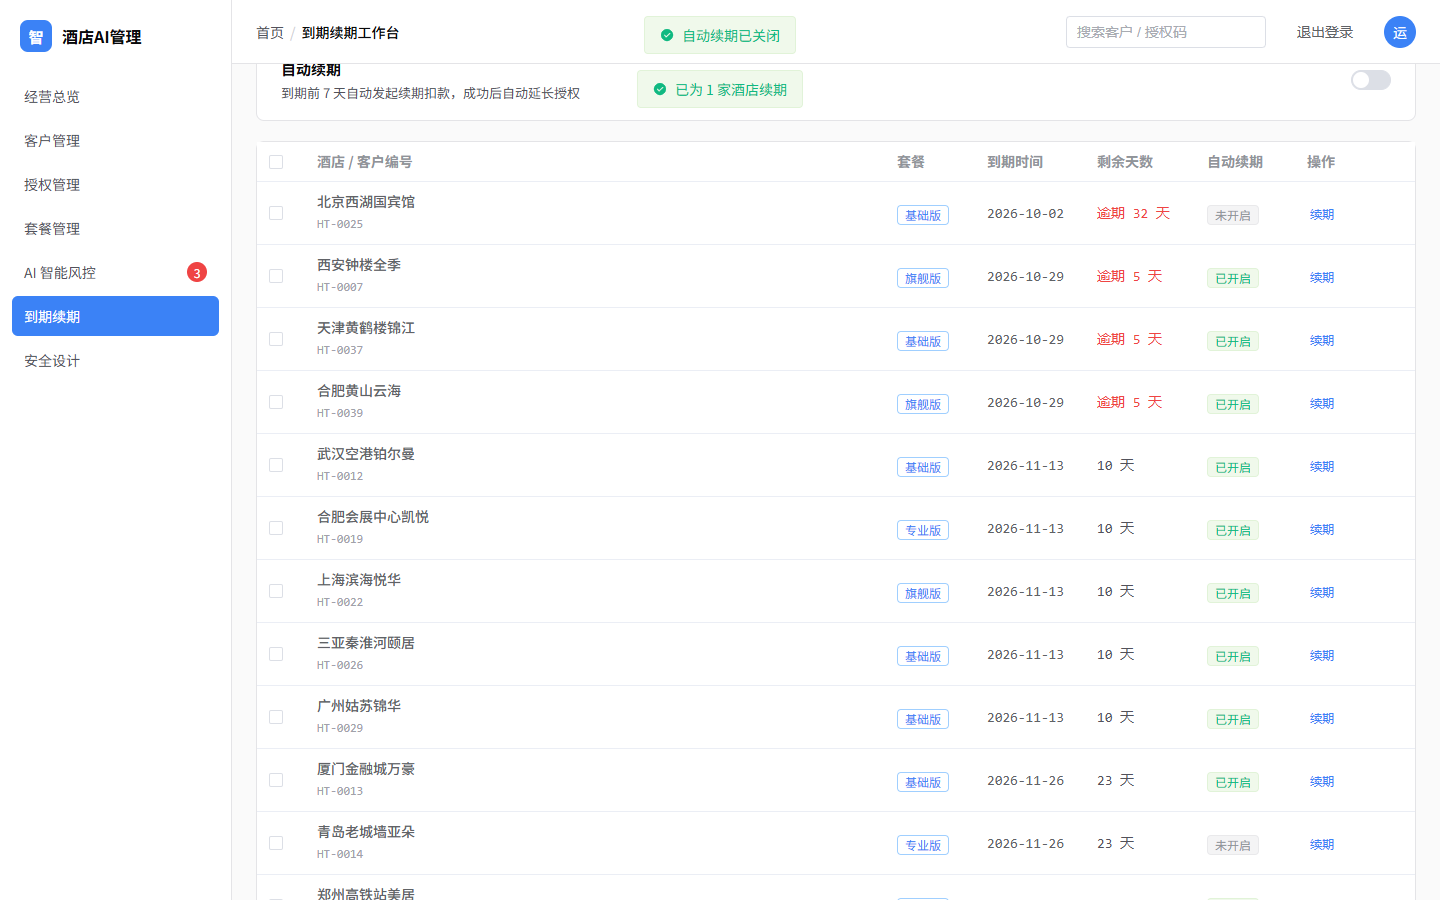 智 酒店AI管理
经营总览
客户管理
授权管理
套餐管理
AI 智能风控 3
到期续期
安全设计
首页 / 到期续期工作台
自动续期已关闭
搜索客户 / 授权码
退出登录
运
自动续期
到期前 7 天自动发起续期扣款，成功后自动延长授权
已为 1 家酒店续期
酒店 / 客户编号 套餐 到期时间 剩余天数 自动续期 操作
北京西湖国宾馆
HT-0025 基础版 2026-10-02 逾期 32 天 未开启 续期
西安钟楼全季
HT-0007 旗舰版 2026-10-29 逾期 5 天 已开启 续期
天津黄鹤楼锦江
HT-0037 基础版 2026-10-29 逾期 5 天 已开启 续期
合肥黄山云海
HT-0039 旗舰版 2026-10-29 逾期 5 天 已开启 续期
武汉空港铂尔曼
HT-0012 基础版 2026-11-13 10 天 已开启 续期
合肥会展中心凯悦
HT-0019 专业版 2026-11-13 10 天 已开启 续期
上海滨海悦华
HT-0022 旗舰版 2026-11-13 10 天 已开启 续期
三亚秦淮河颐居
HT-0026 基础版 2026-11-13 10 天 已开启 续期
广州姑苏锦华
HT-0029 基础版 2026-11-13 10 天 已开启 续期
厦门金融城万豪
HT-0013 基础版 2026-11-26 23 天 已开启 续期
青岛老城墙亚朵
HT-0014 专业版 2026-11-26 23 天 未开启 续期
郑州高铁站美居